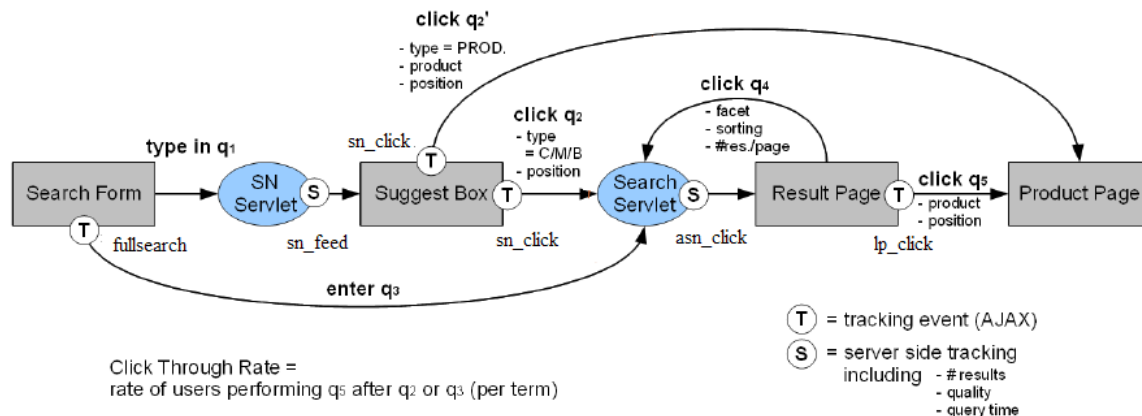 click q2'
- type = PROD.
- product
- position
click q4
- facet
- sorting
- #res./page
click q2
- type
= C/M/B
- position
type in q1
sn_click
T
Search Form
SN
Servlet
S
Suggest Box
T
Search
Servlet
S
Result Page
T
click q5
- product
- position
Product Page
T
fullsearch
sn_feed
sn_click
asn_click
lp_click
enter q3
T = tracking event (AJAX)
S = server side tracking
including
- # results
- quality
- query time
Click Through Rate =
rate of users performing q5 after q2 or q3 (per term)